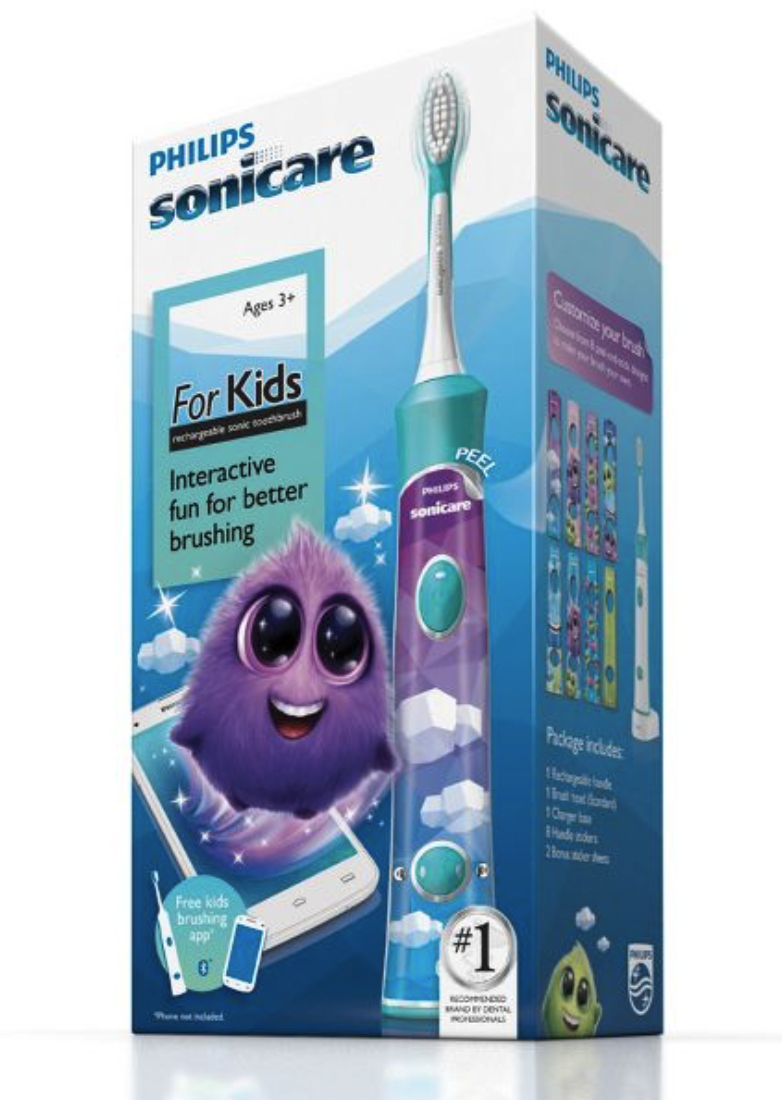 PHILIPS
sonicare
Ages 3+
For Kids
rechargeable sonic toothbrush
Interactive
fun for better
brushing
PEEL
PHILIPS
sonicare
Free kids
brushing
app*
*Phone not included.
#1
RECOMMENDED
BRAND BY DENTAL
PROFESSIONALS
PHILIPS
sonicare
Customize your brush
Package includes:
1 Rechargeable handle
1 Brush head (Standard)
1 Charger base
8 Handle stickers
2 Bonus sticker sheets
PHILIPS